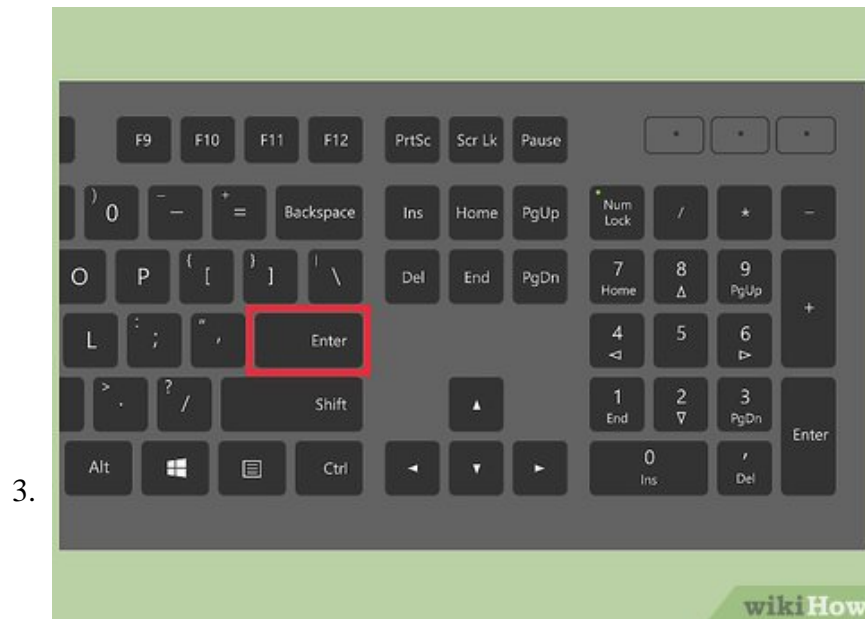 F9 F10 F11 F12 PrtSc Scr Lk Pause
) 0 _ - + = Backspace Ins Home PgUp Num Lock / * -
O P { [ } ] | \ Del End PgDn 7 Home 8 9 PgUp +
L : ; " , Enter 4 5 6
> . ? / Shift 1 End 2 3 PgDn Enter
Alt Ctrl 0 Ins , Del
3.
wikiHow